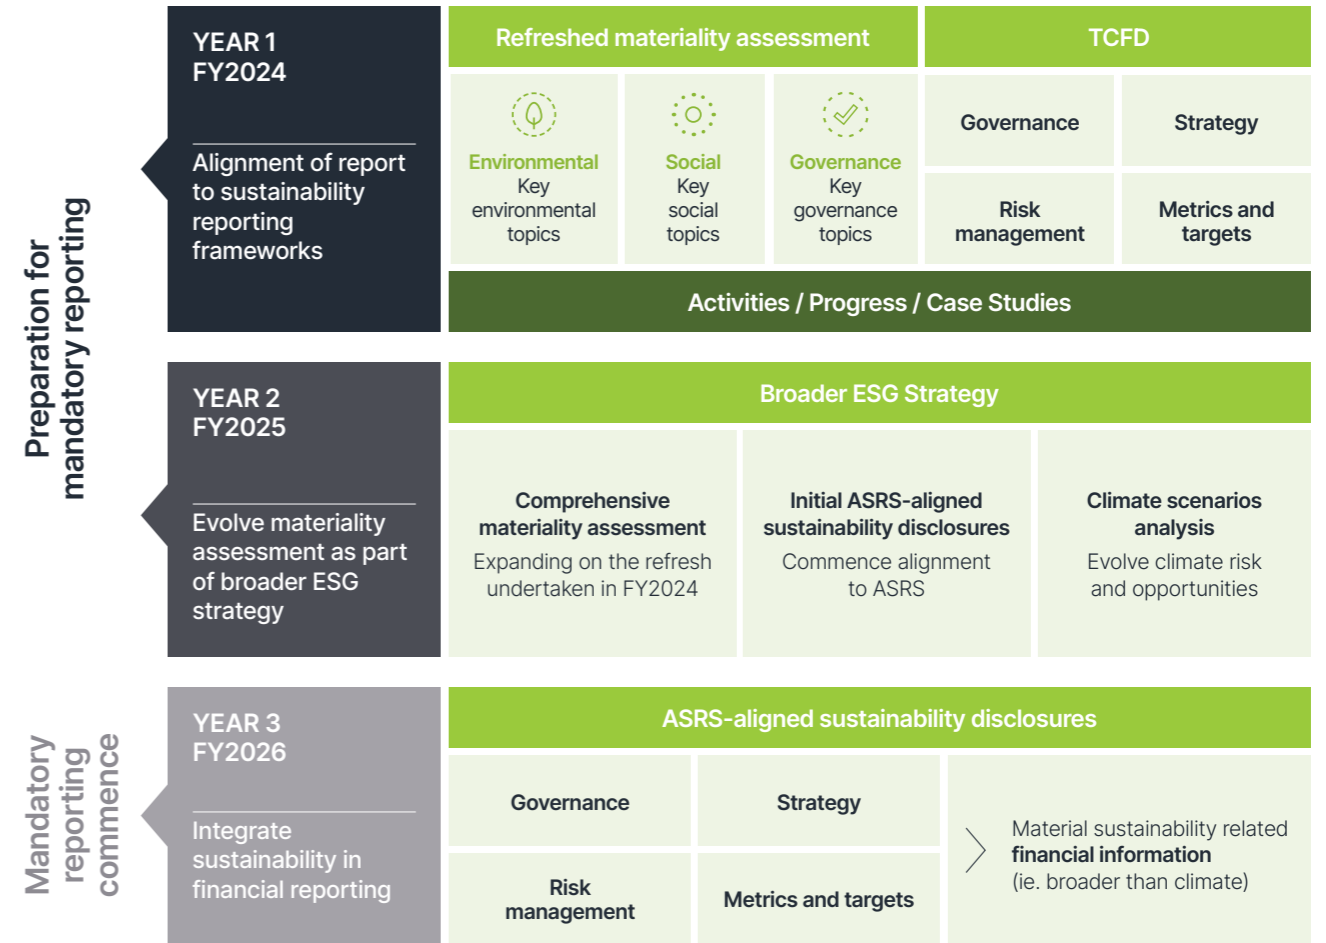 Preparation for
mandatory reporting
YEAR 1
FY2024
Alignment of report
to sustainability
reporting
frameworks
Refreshed materiality assessment
Environmental
Key
environmental
topics
Social
Key
social
topics
Governance
Key
governance
topics
TCFD
Governance
Strategy
Risk
management
Metrics and
targets
Activities / Progress / Case Studies
YEAR 2
FY2025
Evolve materiality
assessment as part
of broader ESG
strategy
Broader ESG Strategy
Comprehensive
materiality assessment
Expanding on the refresh
undertaken in FY2024
Initial ASRS-aligned
sustainability disclosures
Commence alignment
to ASRS
Climate scenarios
analysis
Evolve climate risk
and opportunities
Mandatory
reporting
commence
YEAR 3
FY2026
Integrate
sustainability in
financial reporting
ASRS-aligned sustainability disclosures
Governance
Strategy
Risk
management
Metrics and targets
Material sustainability related
financial information
(ie. broader than climate)